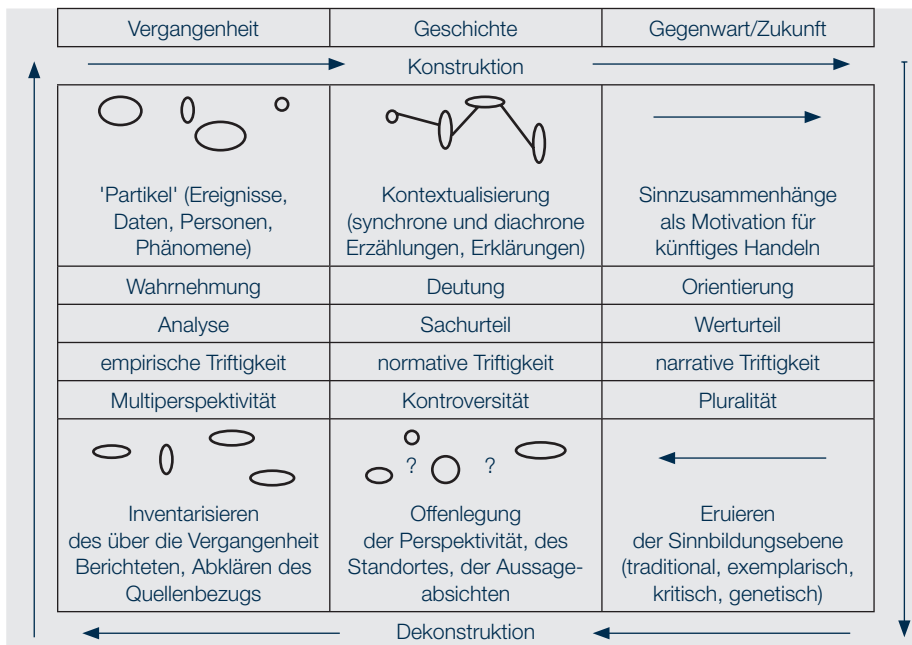 Vergangenheit
Geschichte
Gegenwart/Zukunft
Konstruktion
'Partikel' (Ereignisse,
Daten, Personen,
Phänomene)
Kontextualisierung
(synchrone und diachrone
Erzählungen, Erklärungen)
Sinnzusammenhänge
als Motivation für
künftiges Handeln
Wahrnehmung
Deutung
Orientierung
Analyse
Sachurteil
Werturteil
empirische Triftigkeit
normative Triftigkeit
narrative Triftigkeit
Multiperspektivität
Kontroversität
Pluralität
? ?
Inventarisieren
des über die Vergangenheit
Berichteten, Abklären des
Quellenbezugs
Offenlegung
der Perspektivität, des
Standortes, der Aussage-
absichten
Eruieren
der Sinnbildungsebene
(traditional, exemplarisch,
kritisch, genetisch)
Dekonstruktion